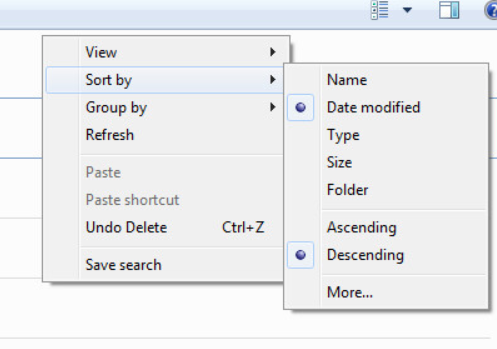 View
Sort by
Group by
Refresh
Paste
Paste shortcut
Undo Delete Ctrl+Z
Save search
Name
Date modified
Type
Size
Folder
Ascending
Descending
More...